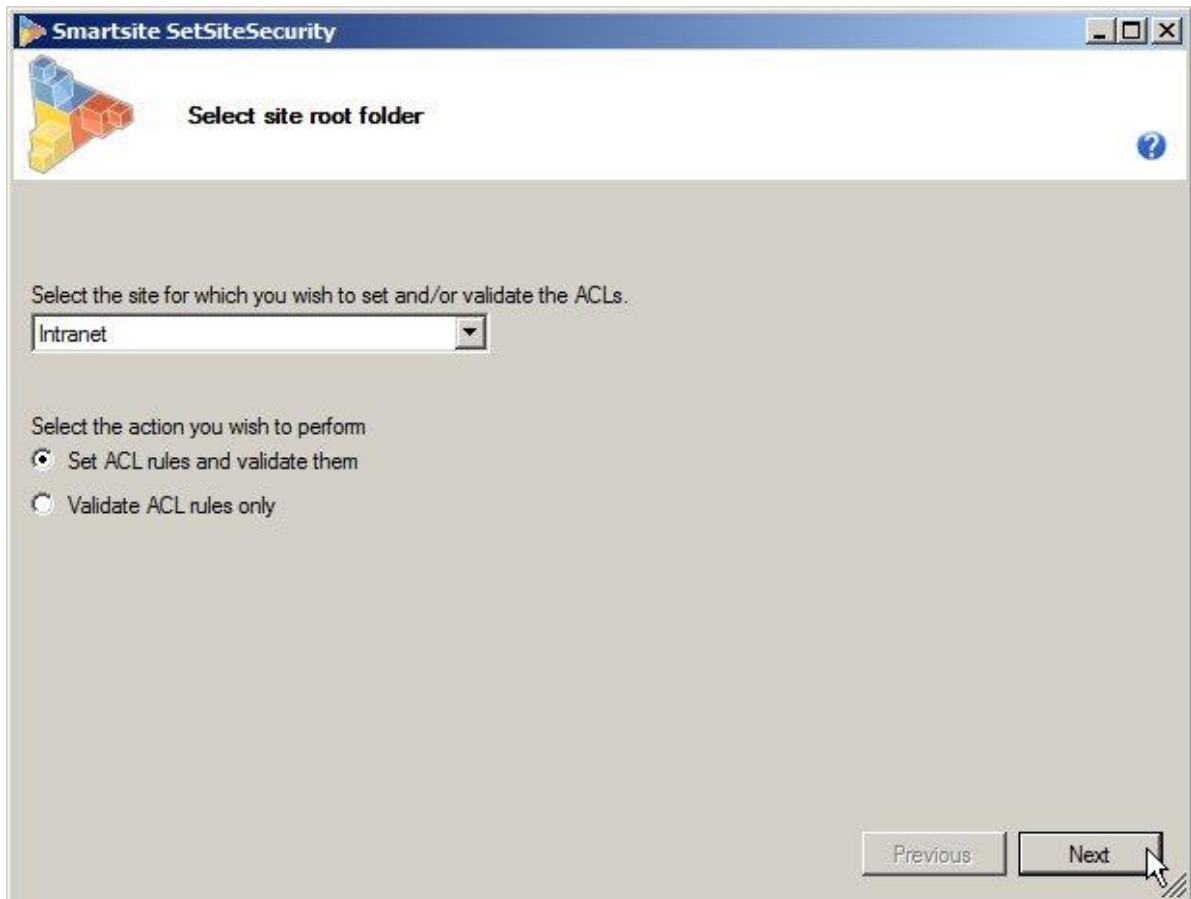 Smartsite SetSiteSecurity
Select site root folder
?
Select the site for which you wish to set and/or validate the ACLs.
Intranet
Select the action you wish to perform
Set ACL rules and validate them
Validate ACL rules only
Previous
Next